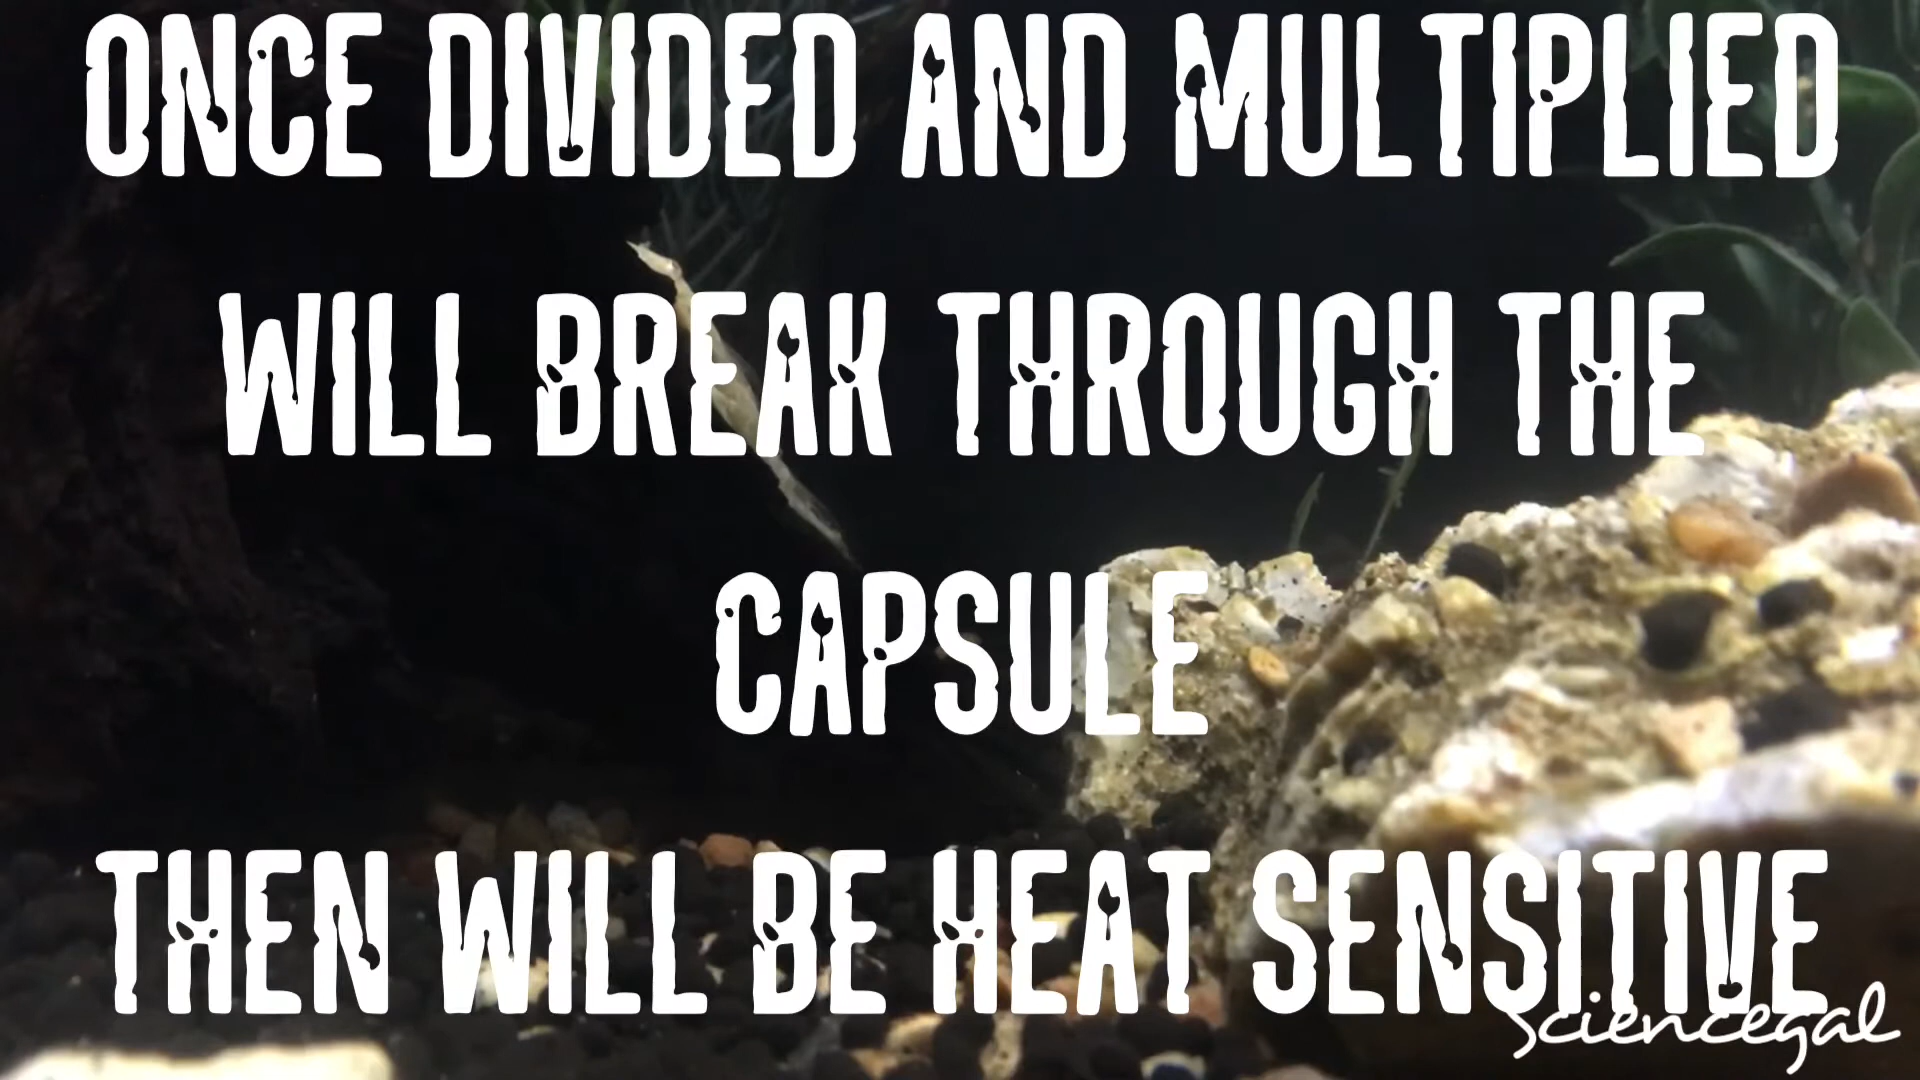 ONCE DIVIDED AND MULTIPLIED
WILL BREAK THROUGH THE
CAPSULE
THEN WILL BE HEAT SENSITIVE
sciencegal